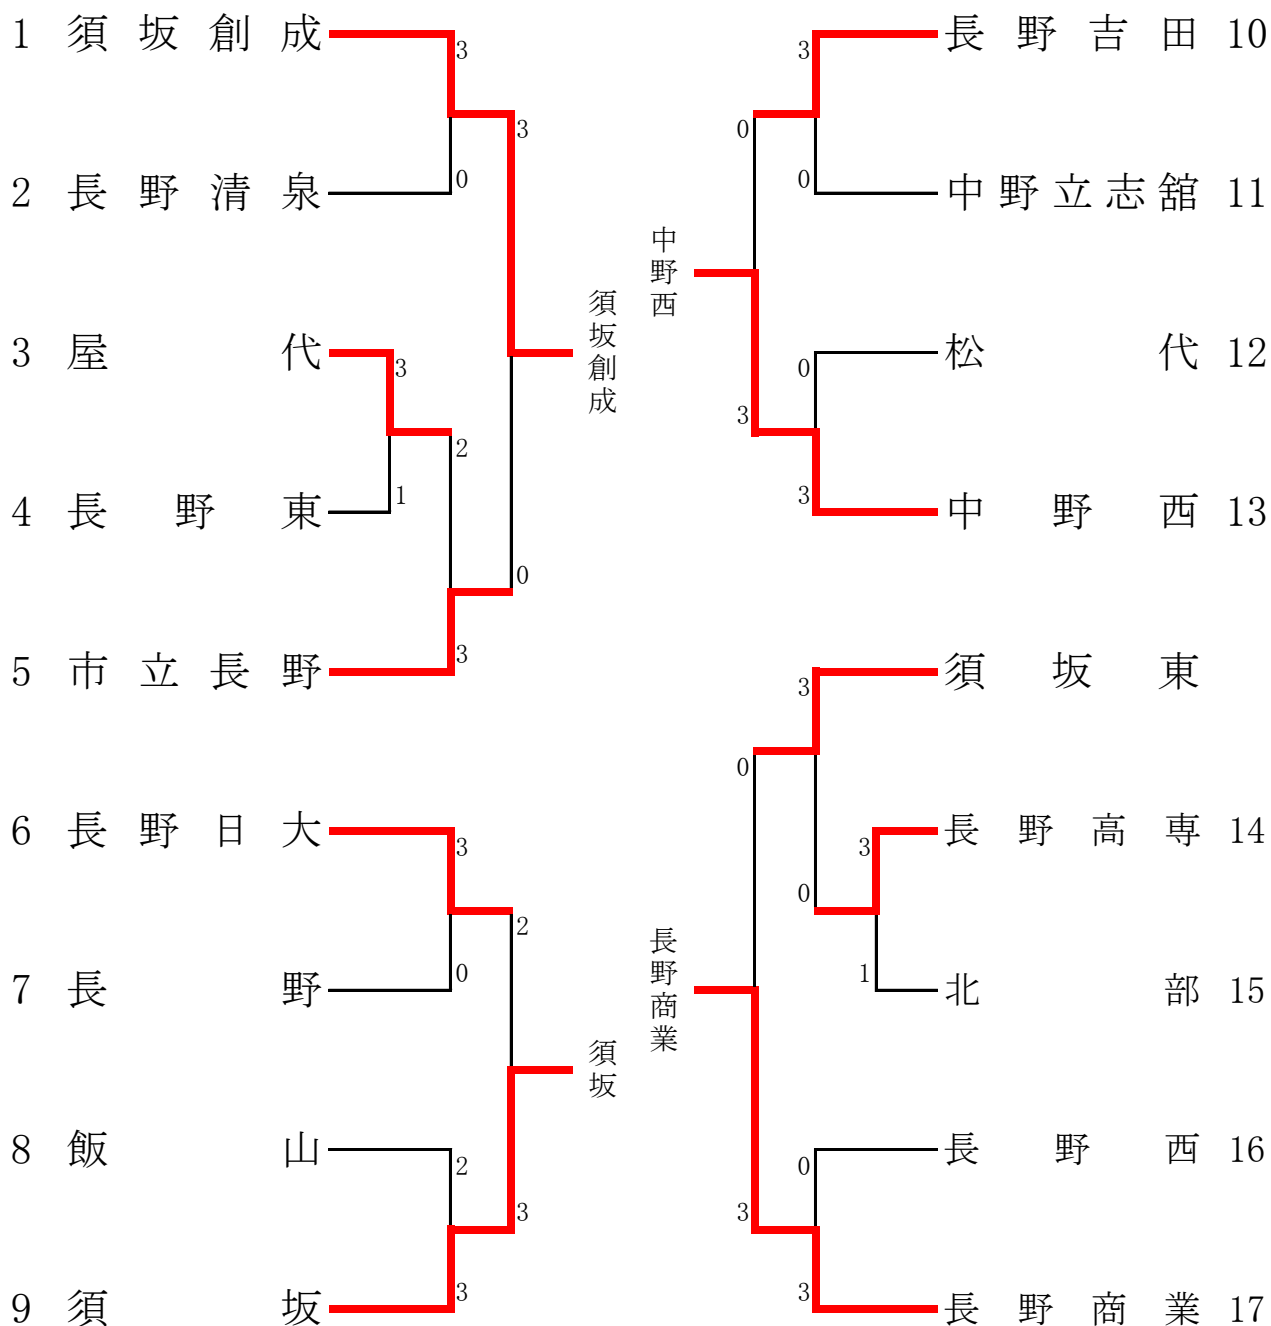 1 須坂創成
3
0
2 長野清泉
3
3 屋代
3
2
1
4 長野東
0
5 市立長野
3
須坂創成
6 長野日大
3
2
0
7 長野
須坂
8 飯山
2
3
9 須坂
3
長野吉田 10
3
0
0
中野立志舘 11
中野西
松代 12
0
3
3
中野西 13
須坂東
3
0
長野高専 14
3
0
1
北部 15
長野商業
長野西 16
0
3
3
長野商業 17